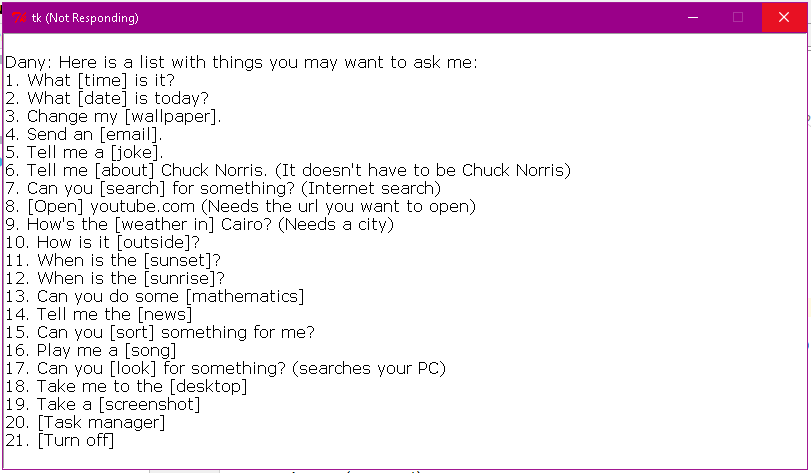 tk (Not Responding)
Dany: Here is a list with things you may want to ask me:
1. What [time] is it?
2. What [date] is today?
3. Change my [wallpaper].
4. Send an [email].
5. Tell me a [joke].
6. Tell me [about] Chuck Norris. (It doesn't have to be Chuck Norris)
7. Can you [search] for something? (Internet search)
8. [Open] youtube.com (Needs the url you want to open)
9. How's the [weather in] Cairo? (Needs a city)
10. How is it [outside]?
11. When is the [sunset]?
12. When is the [sunrise]?
13. Can you do some [mathematics]
14. Tell me the [news]
15. Can you [sort] something for me?
16. Play me a [song]
17. Can you [look] for something? (searches your PC)
18. Take me to the [desktop]
19. Take a [screenshot]
20. [Task manager]
21. [Turn off]